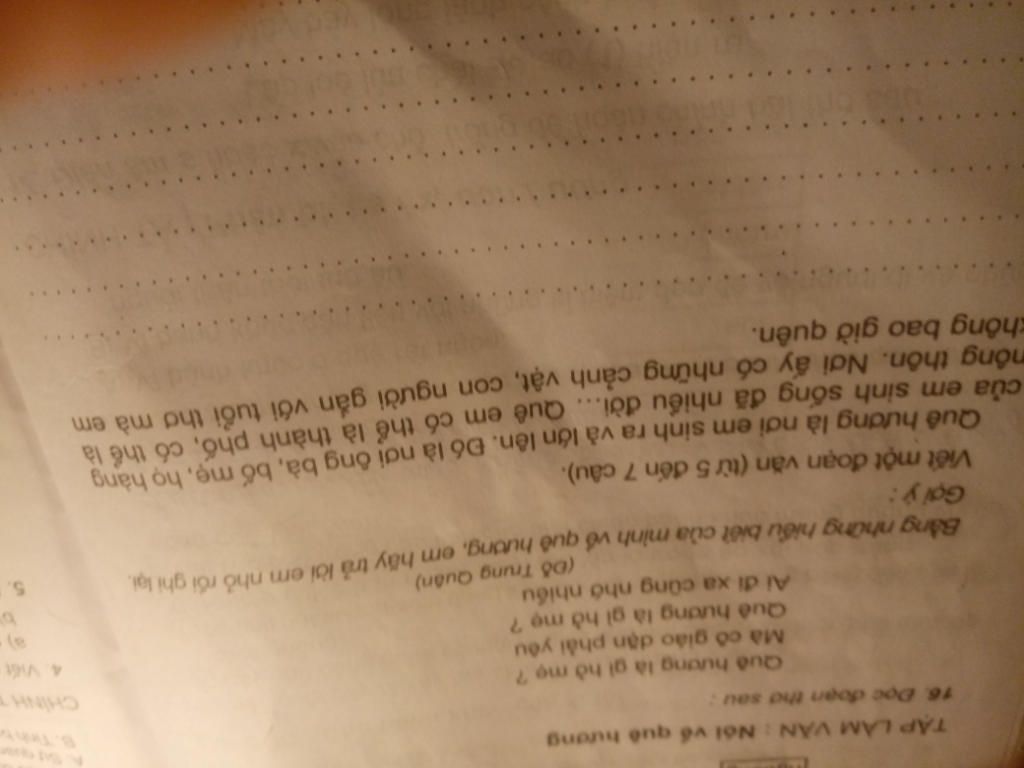 TẬP LÀM VĂN : Nói về quê hương
16. Đọc đoạn thơ sau :
Quê hương là gì hở mẹ ?
Mà cô giáo dặn phải yêu
Quê hương là gì hở mẹ ?
Ai đi xa cũng nhớ nhiều
(Đỗ Trung Quân)
Bằng những hiểu biết của mình về quê hương, em hãy trả lời em nhỏ rồi ghi lại.
Gợi ý :
Viết một đoạn văn (từ 5 đến 7 câu).
Quê hương là nơi em sinh ra và lớn lên. Đó là nơi ông bà, bố mẹ, họ hàng
của em sinh sống đã nhiều đời... Quê em có thể là thành phố, có thể là
nông thôn. Nơi ấy có những cảnh vật, con người gắn với tuổi thơ mà em
không bao giờ quên.
CHÍNH T
4. Viết
a)
b)
5.